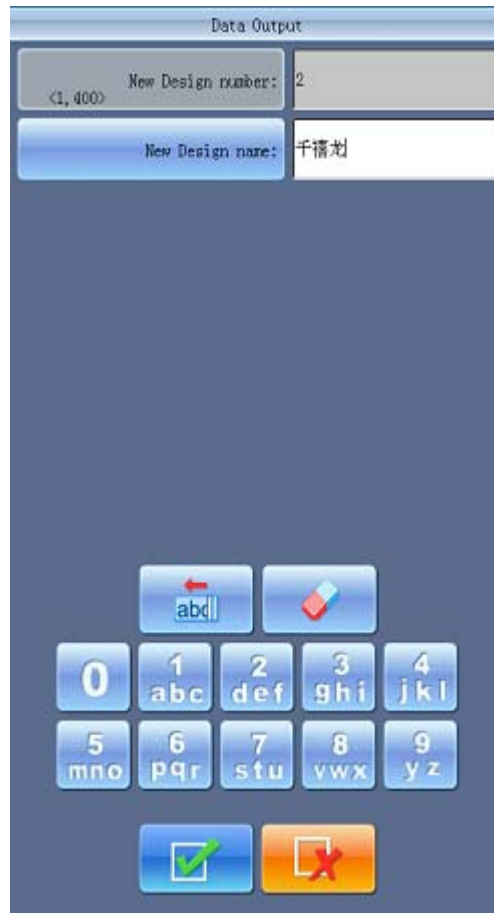 Data Output
New Design number:
<1,400>
2
New Design name:
千禧龙
abc
0
1
abc
2
def
3
ghi
4
jkl
5
mno
6
pqr
7
stu
8
vwx
9
yz